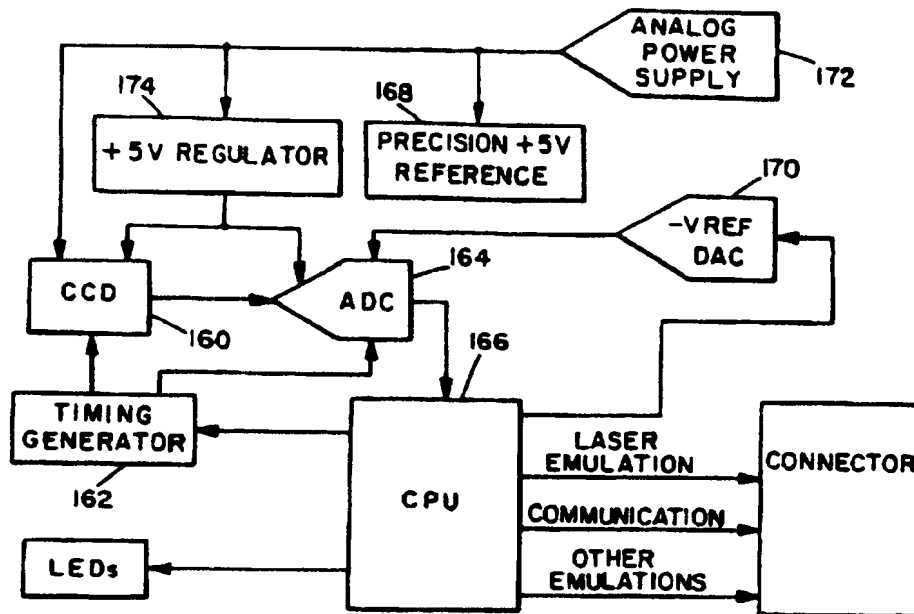 ANALOG
POWER
SUPPLY
172
174
+5V REGULATOR
168
PRECISION +5V
REFERENCE
170
-VREF
DAC
CCD
160
ADC
164
166
TIMING
GENERATOR
162
CPU
LASER
EMULATION
COMMUNICATION
OTHER
EMULATIONS
CONNECTOR
LEDs